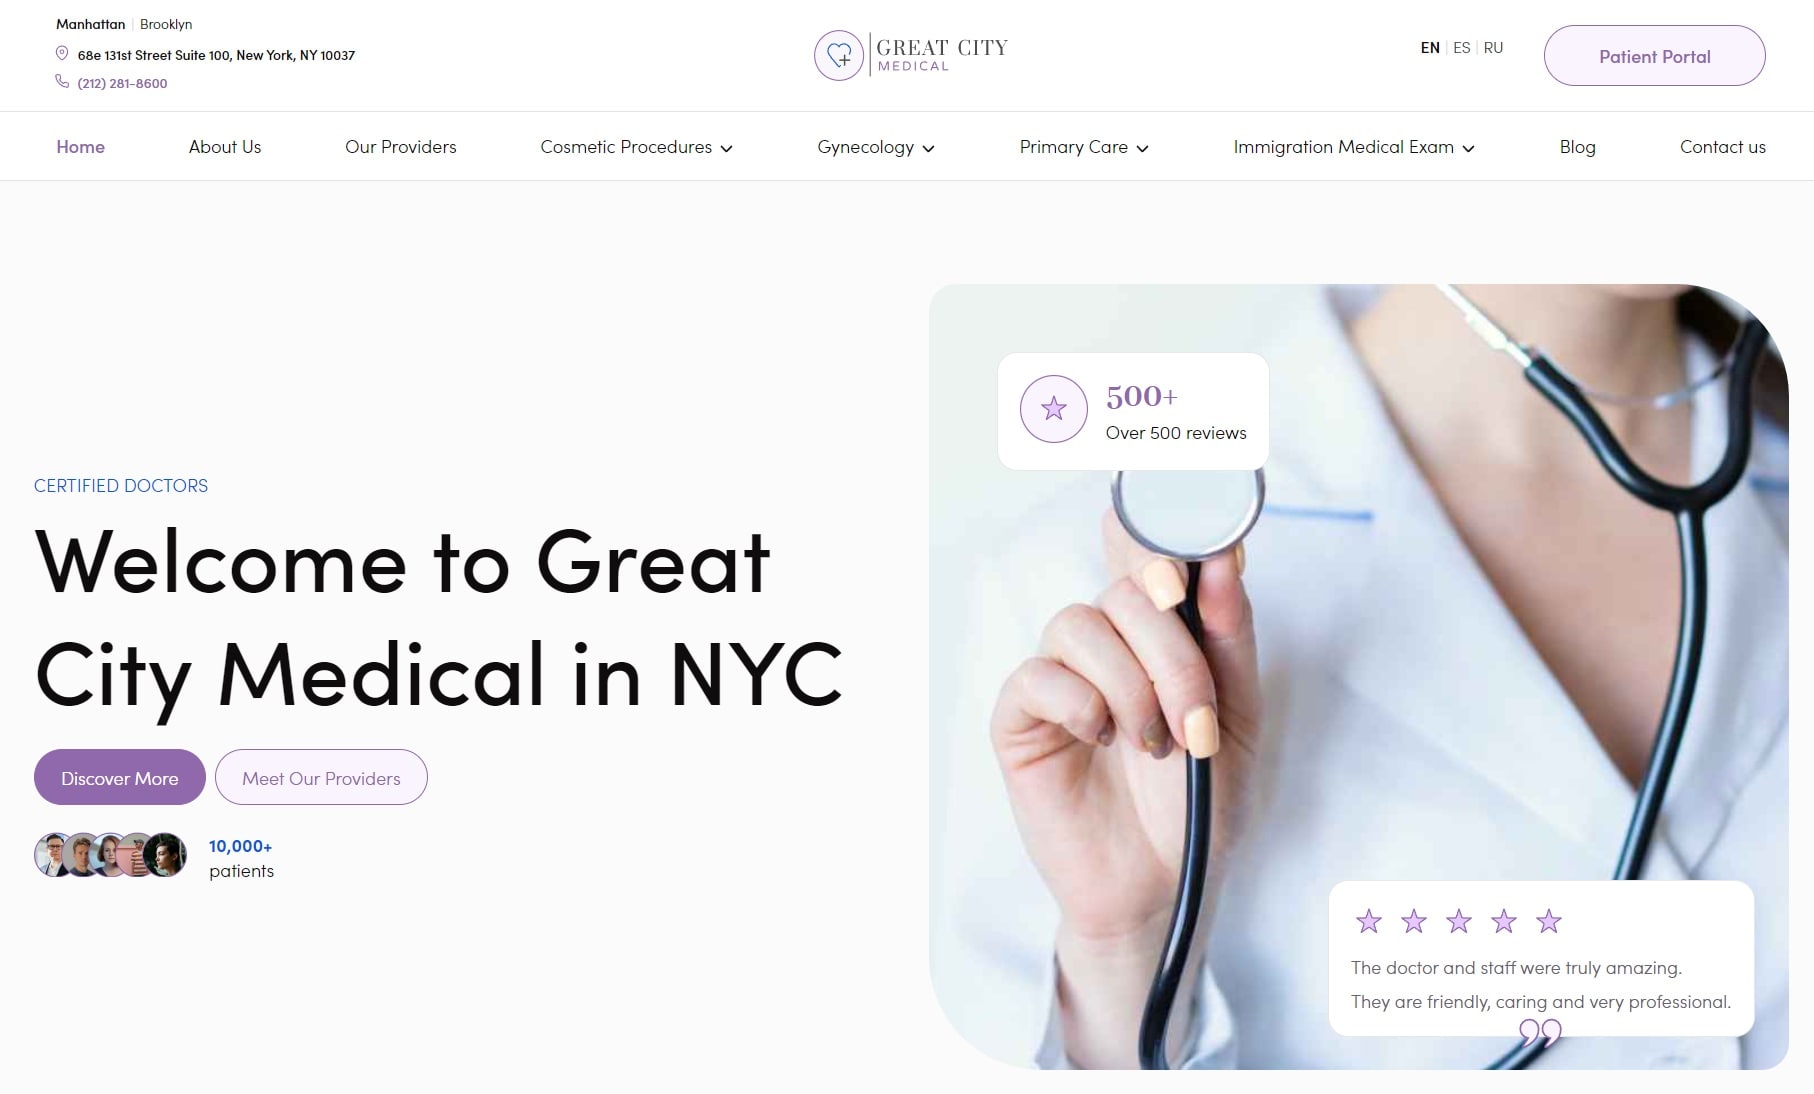 Manhattan | Brooklyn
68e 131st Street Suite 100, New York, NY 10037
(212) 281-8600
GREAT CITY
MEDICAL
EN | ES | RU
Patient Portal
Home
About Us
Our Providers
Cosmetic Procedures
Gynecology
Primary Care
Immigration Medical Exam
Blog
Contact us
CERTIFIED DOCTORS
Welcome to Great
City Medical in NYC
Discover More
Meet Our Providers
10,000+
patients
500+
Over 500 reviews
The doctor and staff were truly amazing.
They are friendly, caring and very professional.